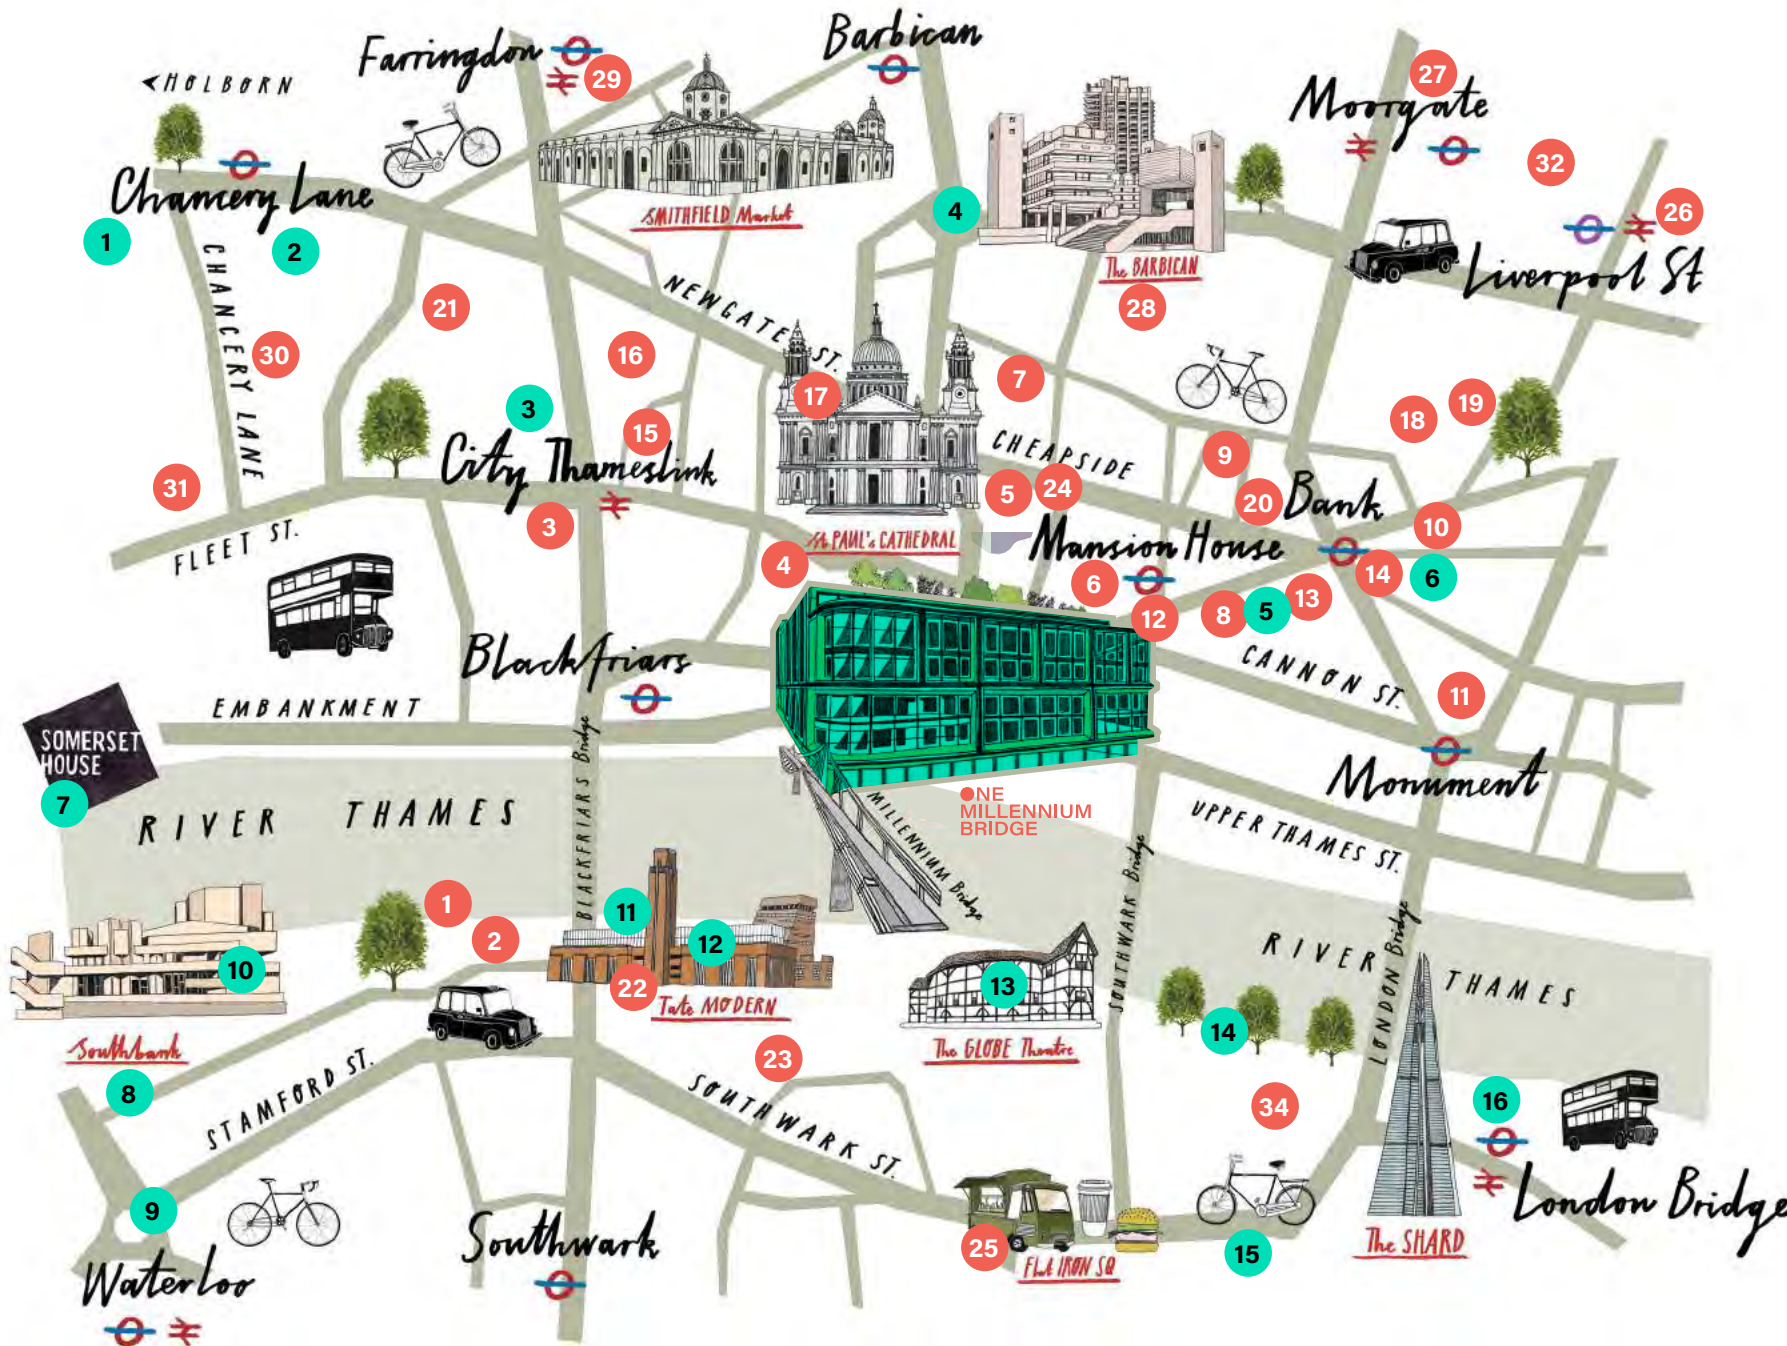 Farringdon
Barbican
HOLBORN
29
27
Moorgate
32
Chancery Lane
SMITHFIELD Market
4
26
1
2
The BARBICAN
Liverpool St
CHANCERY LANE
21
NEWGATE ST.
28
30
16
17
7
3
15
18
19
City Thameslink
CHEAPSIDE
9
31
5
24
20
Bank
3
10
FLEET ST.
St PAUL's CATHEDRAL
Mansion House
4
6
14
6
12
8
5
13
Blackfriars
CANNON ST.
11
EMBANKMENT
SOMERSET
HOUSE
7
BLACKFRIARS Bridge
Monument
RIVER THAMES
MILLENNIUM Bridge
ONE
MILLENNIUM
BRIDGE
UPPER THAMES ST.
SOUTHWARK Bridge
1
2
11
12
10
22
Tate MODERN
13
RIVER THAMES
LONDON Bridge
14
Southbank
The GLOBE Theatre
23
8
STAMFORD ST.
SOUTHWARK ST.
34
16
9
London Bridge
Southwark
25
Flat IRON SQ
15
The SHARD
Waterloo